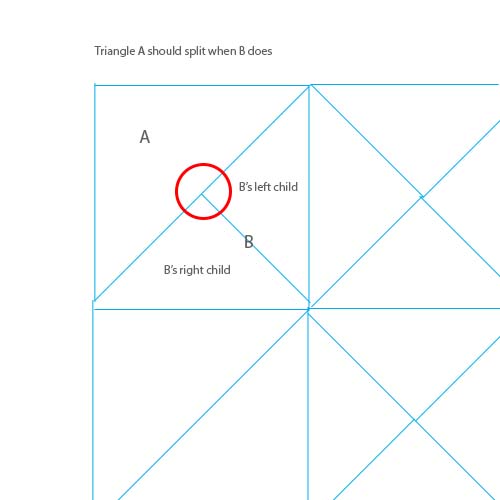 Triangle A should split when B does
A
B's left child
B
B's right child